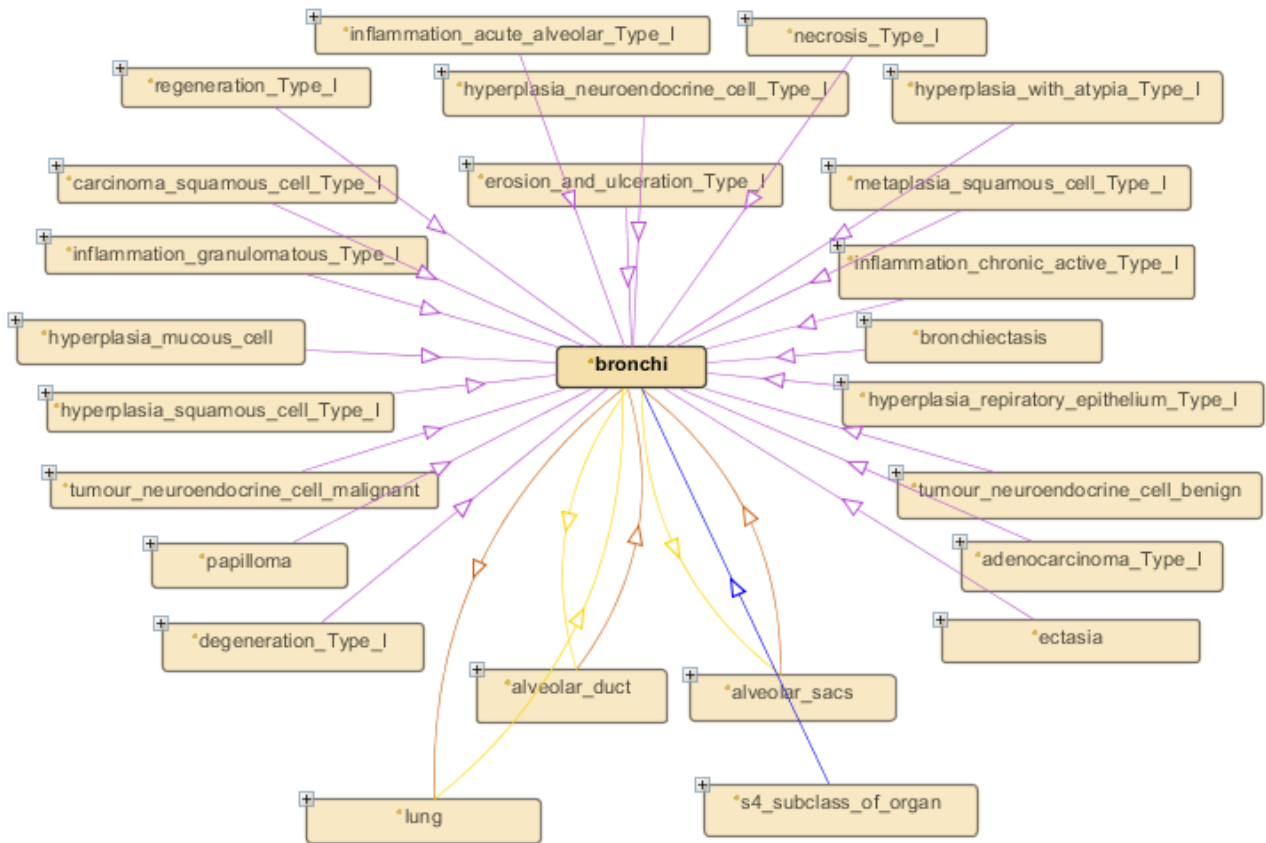 inflammation_acute_alveolar_Type_I
necrosis_Type_I
regeneration_Type_I
hyperplasia_neuroendocrine_cell_Type_I
hyperplasia_with_atypia_Type_I
carcinoma_squamous_cell_Type_I
erosion_and_ulceration_Type_I
metaplasia_squamous_cell_Type_I
inflammation_granulomatous_Type_I
inflammation_chronic_active_Type_I
hyperplasia_mucous_cell
bronchiectasis
bronchi
hyperplasia_squamous_cell_Type_I
hyperplasia_repiratory_epithelium_Type_I
tumour_neuroendocrine_cell_malignant
tumour_neuroendocrine_cell_benign
papilloma
adenocarcinoma_Type_I
degeneration_Type_I
ectasia
alveolar_duct
alveolar_sacs
lung
s4_subclass_of_organ